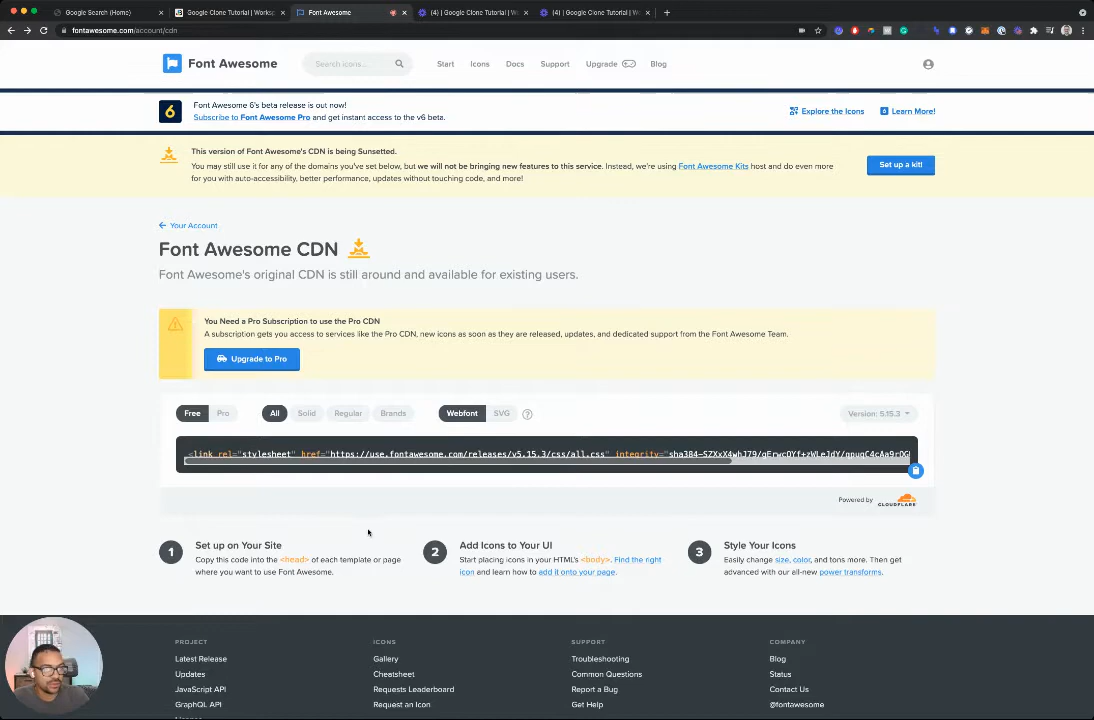 Google Search (Home)
Google Clone Tutorial | Worksp
Font Awesome
(4) | Google Clone Tutorial | W
(4) | Google Clone Tutorial | W
fontawesome.com/account/cdn
Font Awesome
Search icons...
Start
Icons
Docs
Support
Upgrade
Blog
6
Font Awesome 6's beta release is out now!
Subscribe to Font Awesome Pro and get instant access to the v6 beta.
Explore the Icons
6 Learn More!
This version of Font Awesome's CDN is being Sunsetted.
You may still use it for any of the domains you've set below, but we will not be bringing new features to this service. Instead, we're using Font Awesome Kits host and do even more
for you with auto-accessibility, better performance, updates without touching code, and much more!
Set up a kit!
Your Account
Font Awesome CDN
Font Awesome's original CDN is still around and available for existing users.
You Need a Pro Subscription to use the Pro CDN
A subscription gets you access to services like the Pro CDN, new icons as soon as they are released, updates, and dedicated support from the Font Awesome Team.
Upgrade to Pro
Free
Pro
All
Solid
Regular
Brands
Webfont
SVG
?
Version: 5.15.3
<link rel="stylesheet" href="https://use.fontawesome.com/releases/v5.15.3/css/all.css" integrity=
Powered by
CLOUDFLARE
1
Set up on Your Site
Copy this code into the <head> of each template or page
where you want to use Font Awesome.
2
Add Icons to Your UI
Start placing icons in your HTML's <body>. Find the right
icon and learn how to add it onto your page.
3
Style Your Icons
Easily change size, color, and tons more. Then get
advanced with our all-new power transforms.
PROJECT
Latest Release
Updates
JavaScript API
GraphQL API
ICONS
Gallery
Cheatsheet
Requests Leaderboard
Request an Icon
SUPPORT
Troubleshooting
Common Questions
Report a Bug
Get Help
COMPANY
Blog
Status
Contact Us
@fontawesome